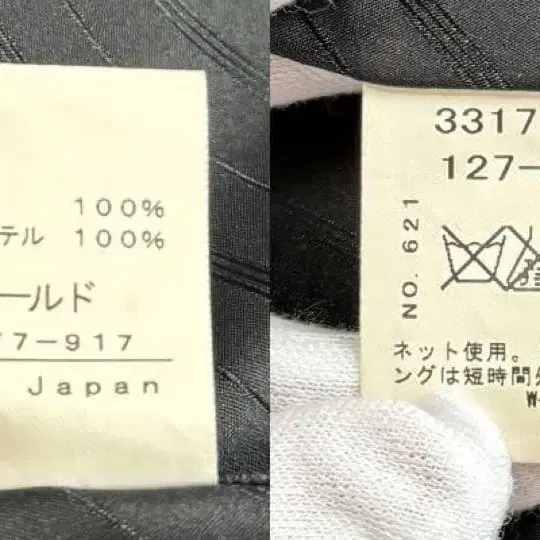 100%
テル 100%
ールド
77-917
Japan
3317
127-
NO. 621
ネット使用。
ングは短時間
W-